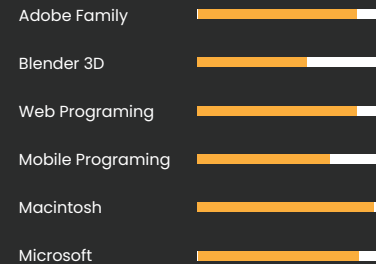 Adobe Family
Blender 3D
Web Programing
Mobile Programing
Macintosh
Microsoft